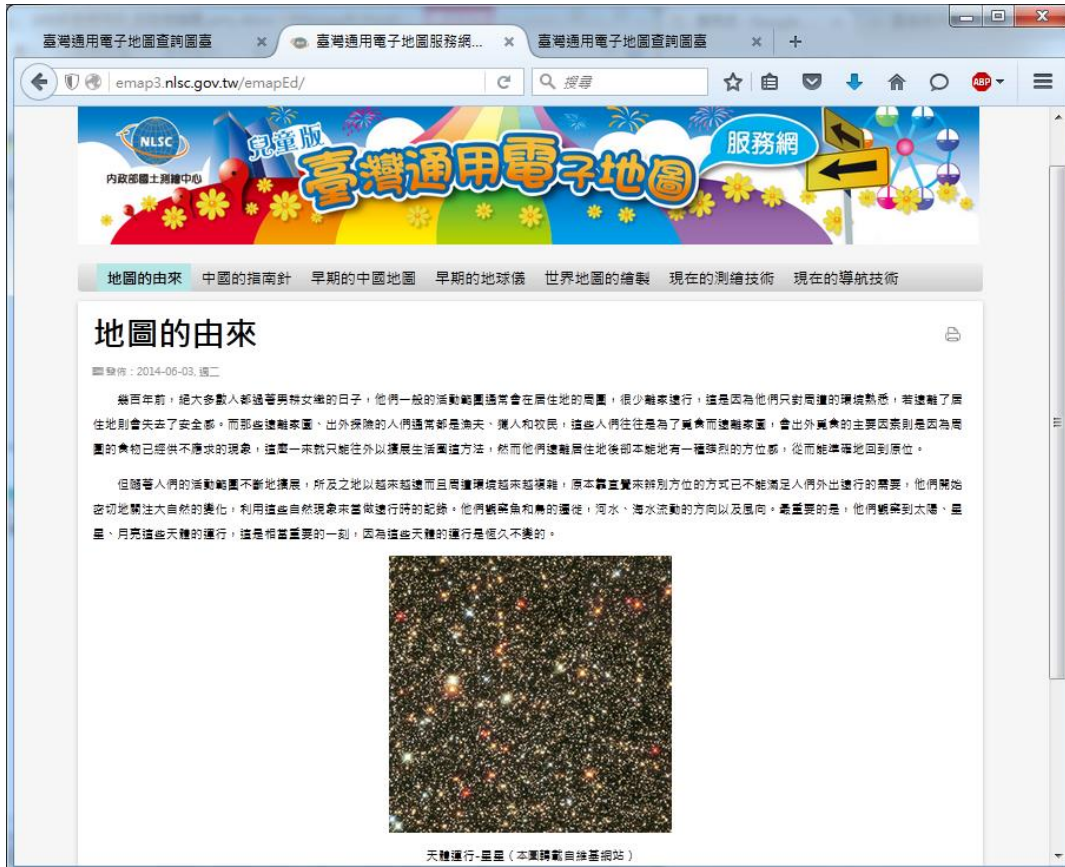 臺灣通用電子地圖查詢圖臺
臺灣通用電子地圖服務網...
臺灣通用電子地圖查詢圖臺
emap3.nlsc.gov.tw/emapEd/
搜尋
ABP
NLSC
內政部國土測繪中心
兒童版
臺灣通用電子地圖
服務網
地圖的由來 中國的指南針 早期的中國地圖 早期的地球儀 世界地圖的繪製 現在的測繪技術 現在的導航技術
地圖的由來
發佈：2014-06-03, 週二
幾百年前，絕大多數人都過著男耕女織的日子，他們一般的活動範圍通常會在居住地的周圍，很少離家遠行，這是因為他們只對周遭的環境熟悉，若遠離了居
住地則會失去了安全感。而那些遠離家園、出外探險的人們通常都是漁夫、獵人和牧民，這些人們往往是為了覓食而遠離家園，會出外覓食的主要因素則是因為周
圍的食物已經供不應求的現象，這麼一來就只能往外以擴展生活圈這方法，然而他們遠離居住地後卻本能地有一種強烈的方位感，從而能準確地回到原位。
但隨著人們的活動範圍不斷地擴展，所及之地以越來越遠而且周遭環境越來越複雜，原本靠直覺來辨別方位的方式已不能滿足人們外出遠行的需要，他們開始
密切地關注大自然的變化，利用這些自然現象來當做遠行時的記錄。他們觀察魚和鳥的遷徙，河水、海水流動的方向以及風向。最重要的是，他們觀察到太陽、星
星、月亮這些天體的運行，這是相當重要的一刻，因為這些天體的運行是恆久不變的。
天體運行-星星（本圖轉載自維基網站）